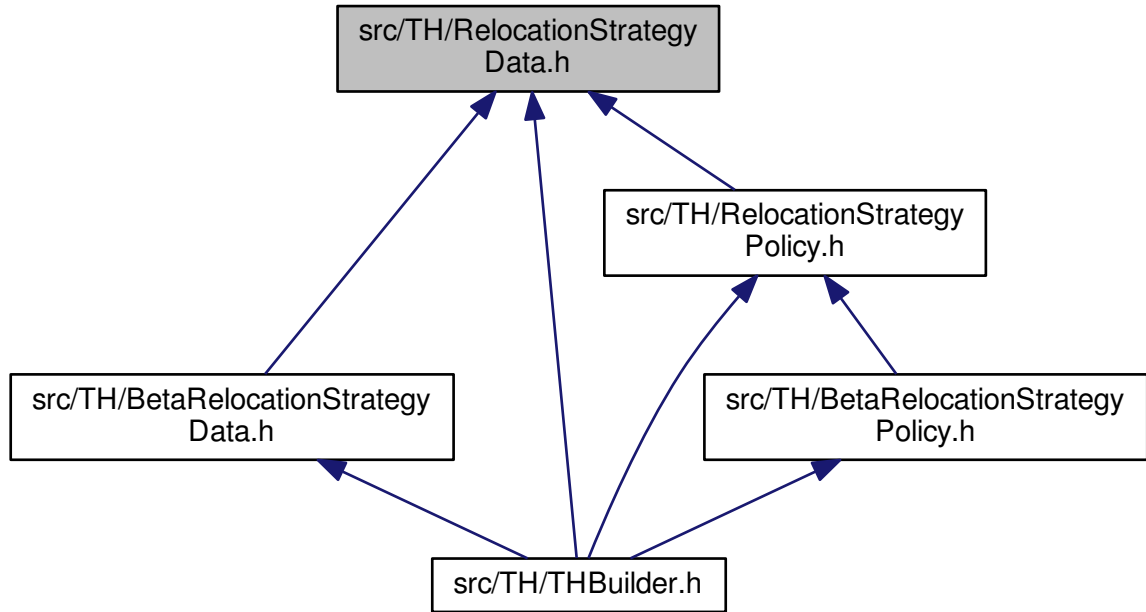 src/TH/RelocationStrategy
Data.h
src/TH/RelocationStrategy
Policy.h
src/TH/BetaRelocationStrategy
Data.h
src/TH/BetaRelocationStrategy
Policy.h
src/TH/THBuilder.h